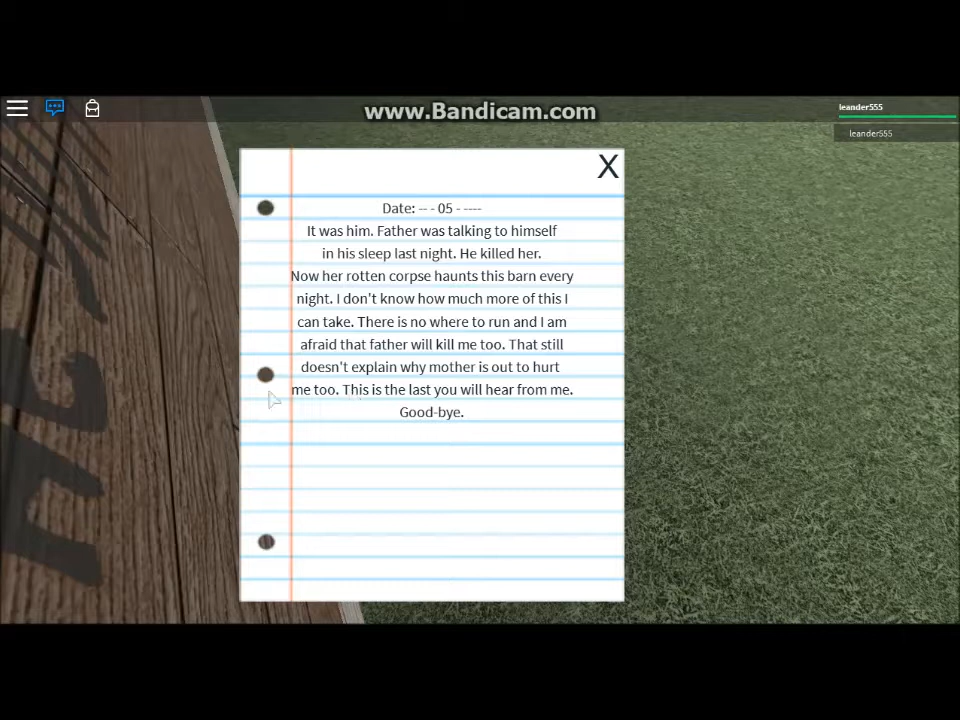 www.Bandicam.com
leander555
leander555
X
Date: -- - 05 - ----
It was him. Father was talking to himself
in his sleep last night. He killed her.
Now her rotten corpse haunts this barn every
night. I don't know how much more of this I
can take. There is no where to run and I am
afraid that father will kill me too. That still
doesn't explain why mother is out to hurt
me too. This is the last you will hear from me.
Good-bye.